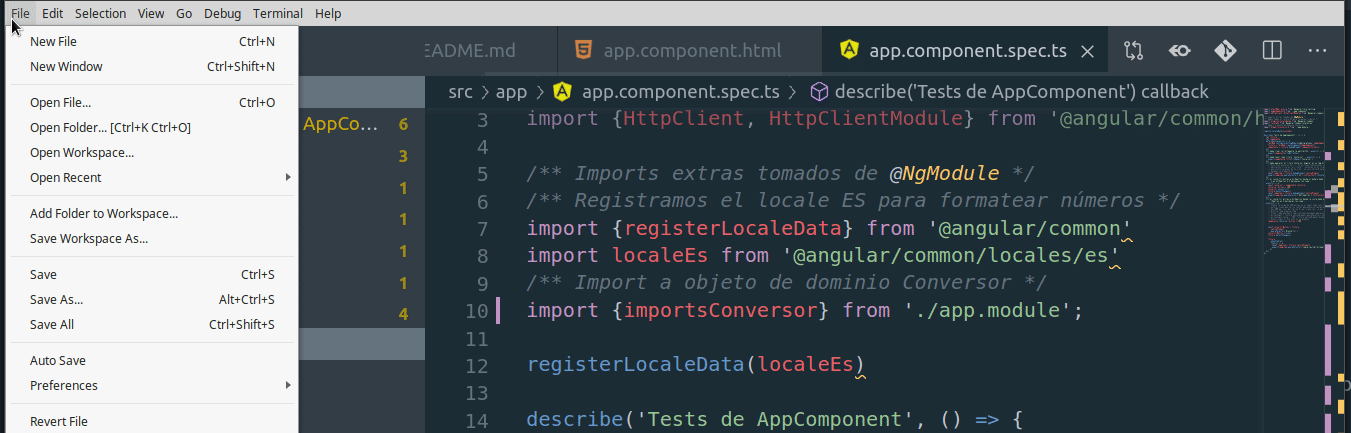 File Edit Selection View Go Debug Terminal Help
New File Ctrl+N
New Window Ctrl+Shift+N
Open File... Ctrl+O
Open Folder... [Ctrl+K Ctrl+O]
Open Workspace...
Open Recent
Add Folder to Workspace...
Save Workspace As...
Save Ctrl+S
Save As... Alt+Ctrl+S
Save All Ctrl+Shift+S
Auto Save
Preferences
Revert File
AppCo... 6
3
1
1
1
1
4
EADME.md app.component.html app.component.spec.ts
src > app > app.component.spec.ts > describe('Tests de AppComponent') callback
3 import {HttpClient, HttpClientModule} from '@angular/common/h
4
5 /** Imports extras tomados de @NgModule */
6 /** Registramos el locale ES para formatear números */
7 import {registerLocaleData} from '@angular/common'
8 import localeEs from '@angular/common/locales/es'
9 /** Import a objeto de dominio Conversor */
10 import {importsConversor} from './app.module';
11
12 registerLocaleData(localeEs)
13
14 describe('Tests de AppComponent', () => {